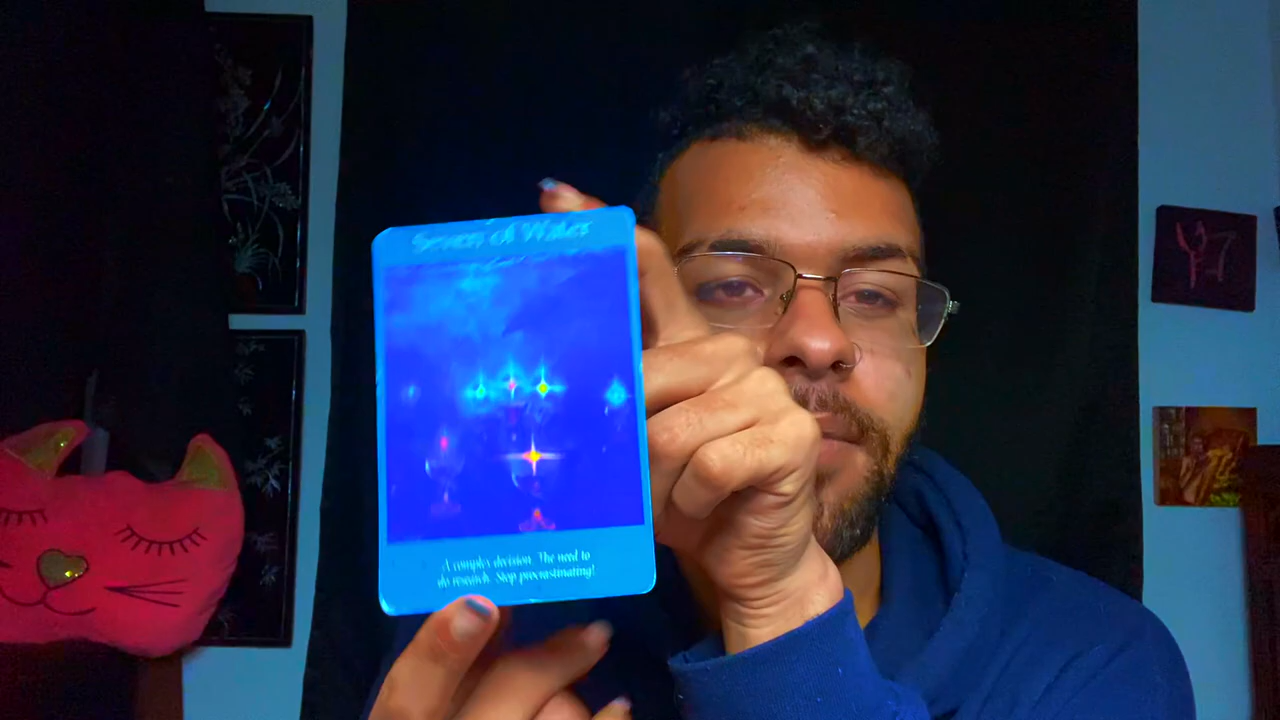 Seven of Water
A complex decision. The need to
do research. Stop procrastinating!